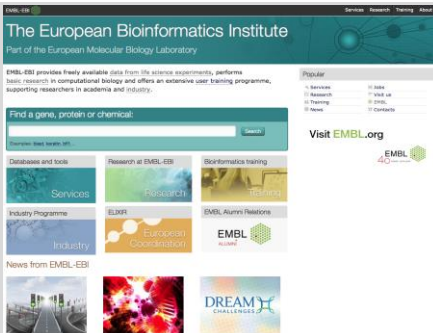 EMBL-EBI
Services Research Training About
The European Bioinformatics Institute
Part of the European Molecular Biology Laboratory
EMBL-EBI provides freely available data from life science experiments, performs
basic research in computational biology and offers an extensive user training programme,
supporting researchers in academia and industry.
Popular
Services
Research
Training
News
Jobs
Visit us
EMBL
Contacts
Find a gene, protein or chemical:
Search
Examples: blast, keratin, bfl1...
Visit EMBL.org
EMBL
40
Databases and tools
Services
Research at EMBL-EBI
Research
Bioinformatics training
Training
Industry Programme
Industry
ELIXIR
European
Coordination
EMBL Alumni Relations
EMBL
ALUMNI
News from EMBL-EBI
DREAM
CHALLENGES